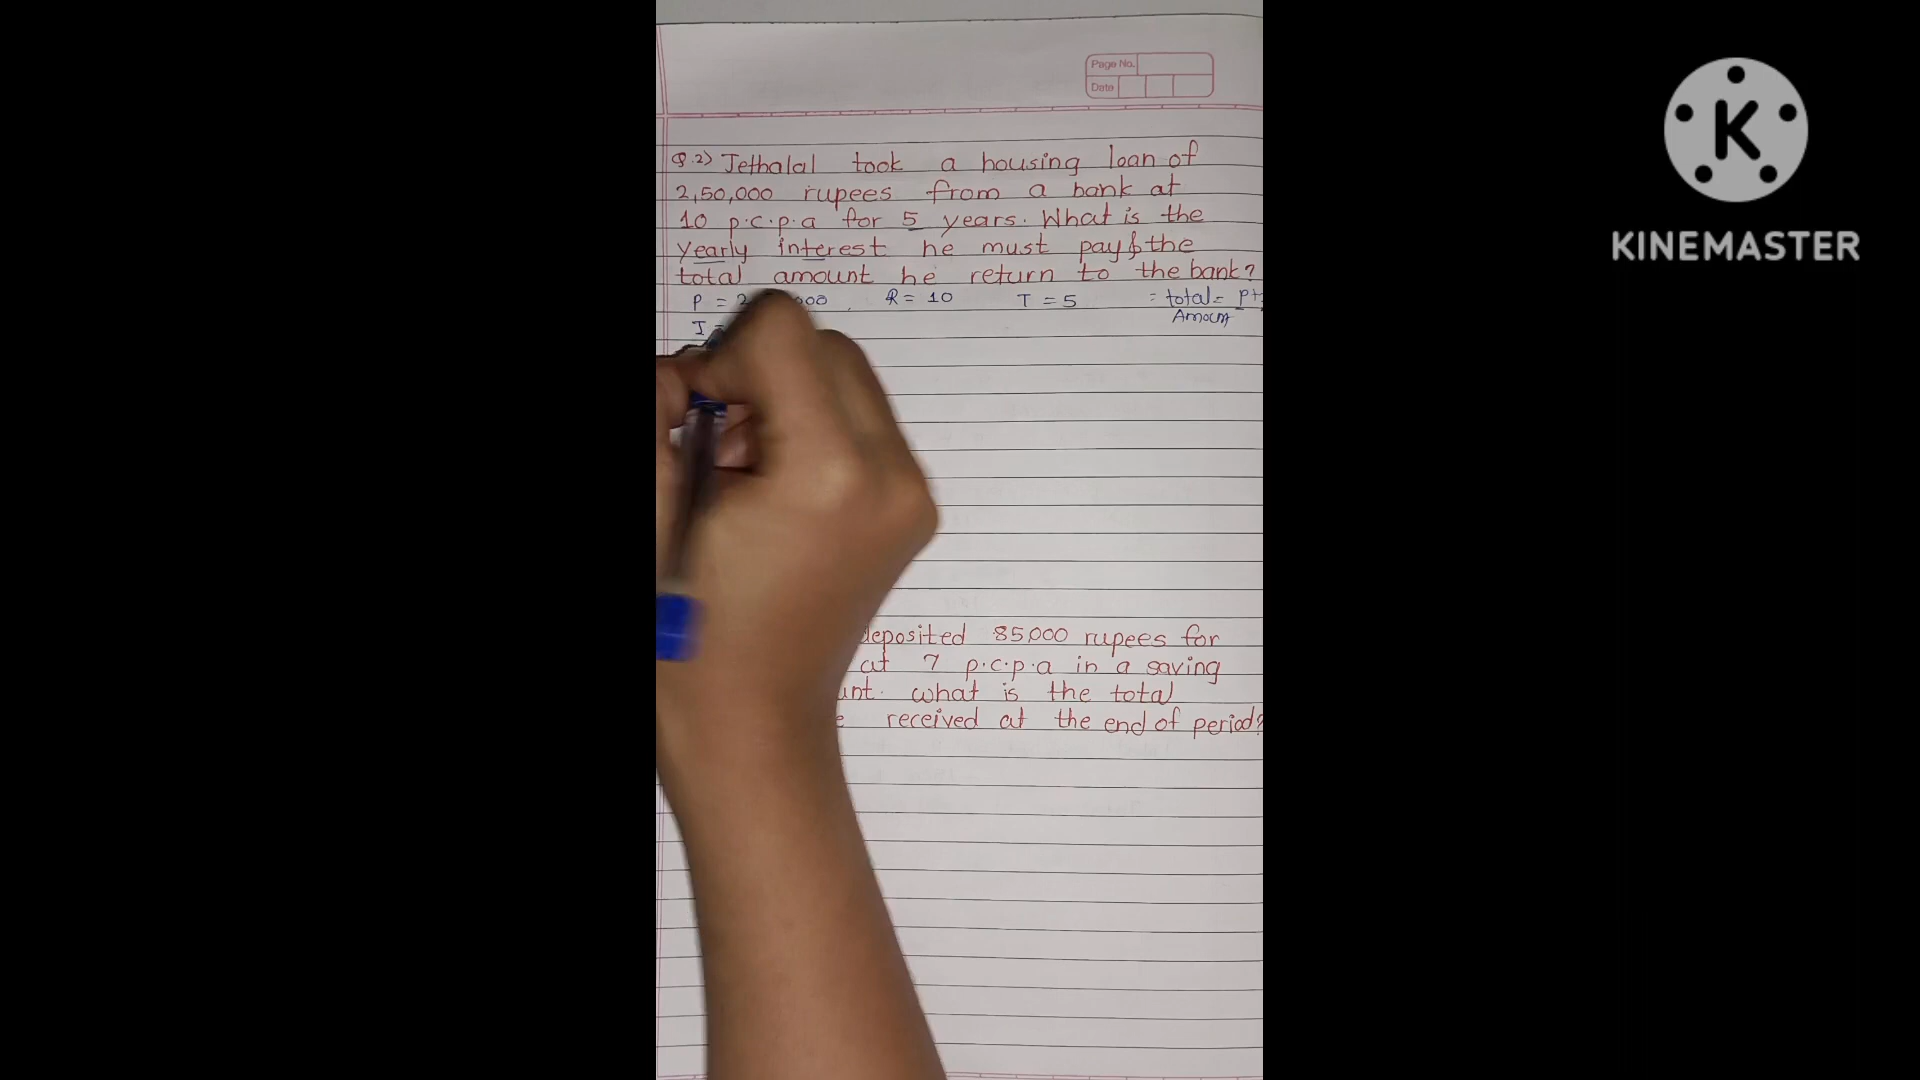 Page No.
Date
Q.2) Jethalal took a housing loan of
2,50,000 rupees from a bank at
10 p.c.p.a for 5 years. What is the
yearly interest he must pay & the
total amount he return to the bank?
P = 2 000 R = 10 T = 5 = total = P+
Amount
I =
deposited 85,000 rupees for
at 7 p.c.p.a in a saving
what is the total
received at the end of period?
K
KINEMASTER